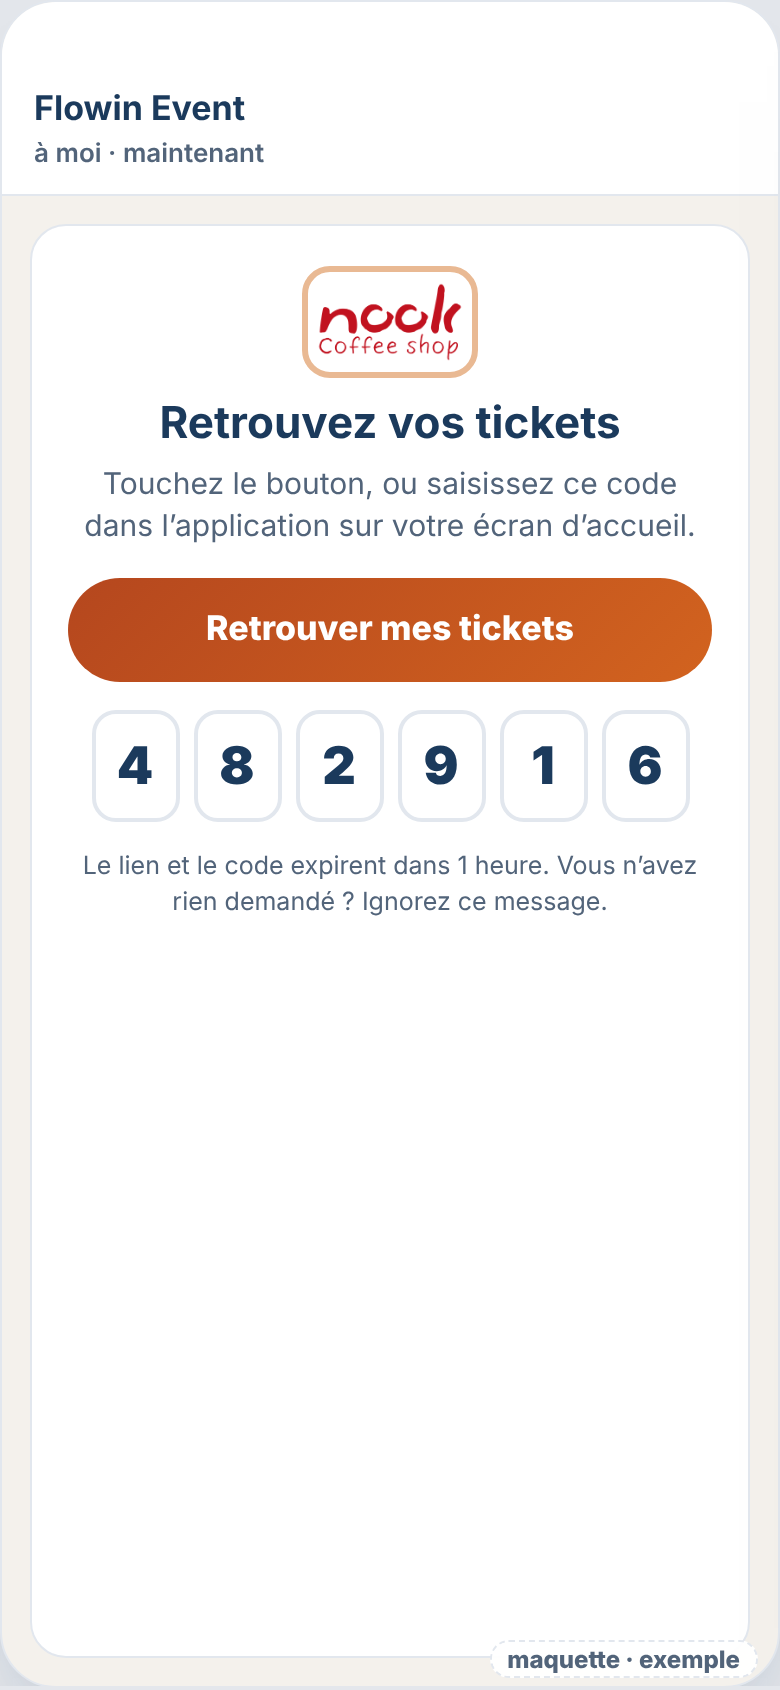 Flowin Event
à moi · maintenant
nook
Coffee shop
Retrouvez vos tickets
Touchez le bouton, ou saisissez ce code
dans l’application sur votre écran d’accueil.
Retrouver mes tickets
4 8 2 9 1 6
Le lien et le code expirent dans 1 heure. Vous n’avez
rien demandé ? Ignorez ce message.
maquette · exemple